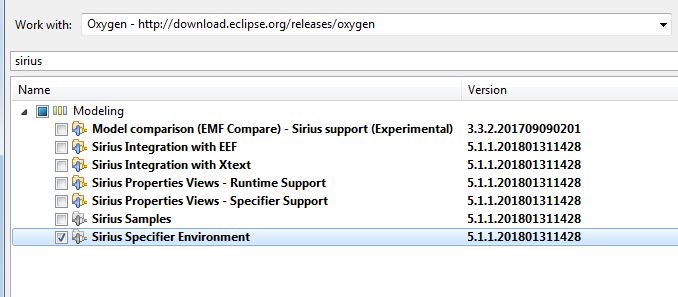 Work with: Oxygen - http://download.eclipse.org/releases/oxygen
sirius
Name Version
Modeling
Model comparison (EMF Compare) - Sirius support (Experimental) 3.3.2.201709090201
Sirius Integration with EEF 5.1.1.201801311428
Sirius Integration with Xtext 5.1.1.201801311428
Sirius Properties Views - Runtime Support 5.1.1.201801311428
Sirius Properties Views - Specifier Support 5.1.1.201801311428
Sirius Samples 5.1.1.201801311428
Sirius Specifier Environment 5.1.1.201801311428